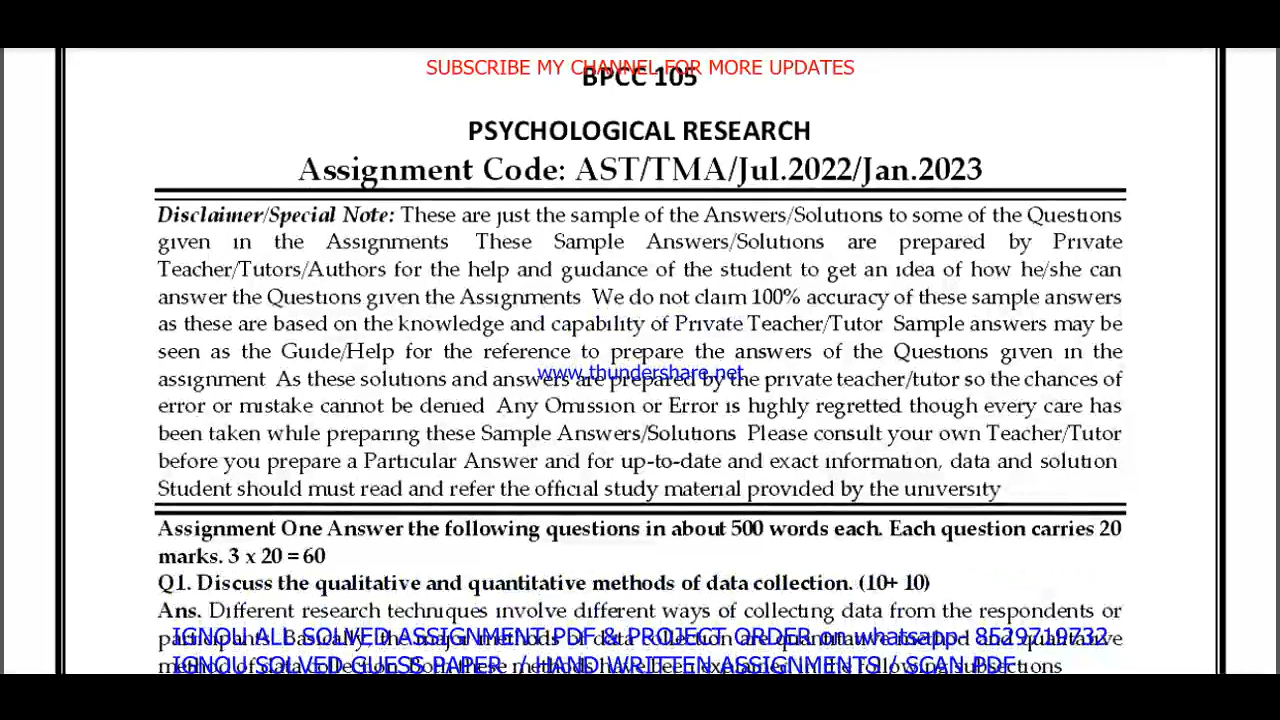 SUBSCRIBE MY CHANNEL FOR MORE UPDATES
BPCC 105
PSYCHOLOGICAL RESEARCH
Assignment Code: AST/TMA/Jul.2022/Jan.2023
Disclaimer/Special Note: These are just the sample of the Answers/Solutions to some of the Questions
given in the Assignments These Sample Answers/Solutions are prepared by Private
Teacher/Tutors/Authors for the help and guidance of the student to get an idea of how he/she can
answer the Questions given the Assignments We do not claim 100% accuracy of these sample answers
as these are based on the knowledge and capability of Private Teacher/Tutor Sample answers may be
seen as the Guide/Help for the reference to prepare the answers of the Questions given in the
www.thundershare.net
assignment As these solutions and answers are prepared by the private teacher/tutor so the chances of
error or mistake cannot be denied Any Omission or Error is highly regretted though every care has
been taken while preparing these Sample Answers/Solutions Please consult your own Teacher/Tutor
before you prepare a Particular Answer and for up-to-date and exact information, data and solution
Student should must read and refer the official study material provided by the university
Assignment One Answer the following questions in about 500 words each. Each question carries 20
marks. 3 x 20 = 60
Q1. Discuss the qualitative and quantitative methods of data collection. (10+ 10)
Ans. Different research techniques involve different ways of collecting data from the respondents or
IGNOU ALL SOLVED ASSIGNMENT PDF & PROJECT ORDER on whatsapp- 8529719732
IGNOU SOLVED GUESS PAPER / HAND WRITEEN ASSIGNMENTS / SCAN PDF